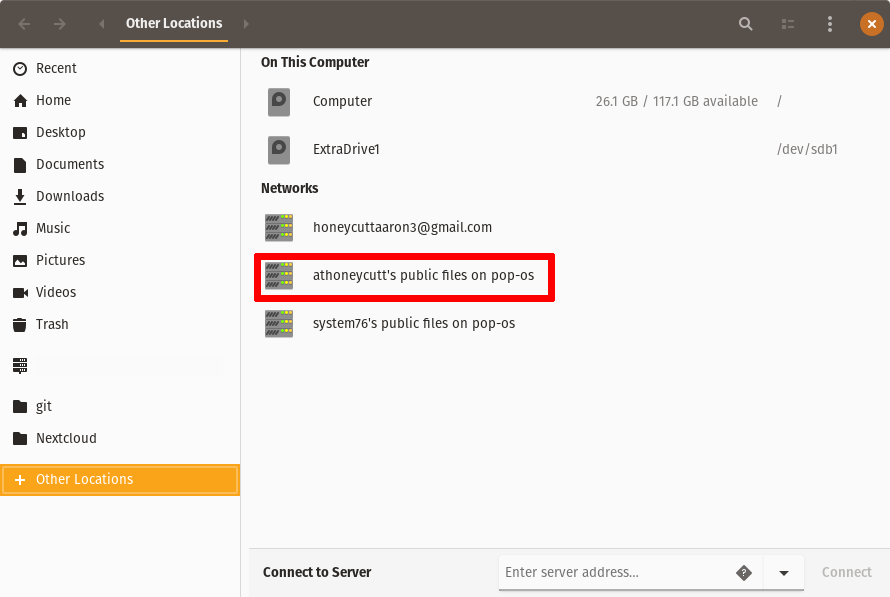 Other Locations
Recent
Home
Desktop
Documents
Downloads
Music
Pictures
Videos
Trash
git
Nextcloud
Other Locations
On This Computer
Computer 26.1 GB / 117.1 GB available /
ExtraDrive1 /dev/sdb1
Networks
honeycuttaaron3@gmail.com
athoneycutt's public files on pop-os
system76's public files on pop-os
Connect to Server Enter server address... Connect